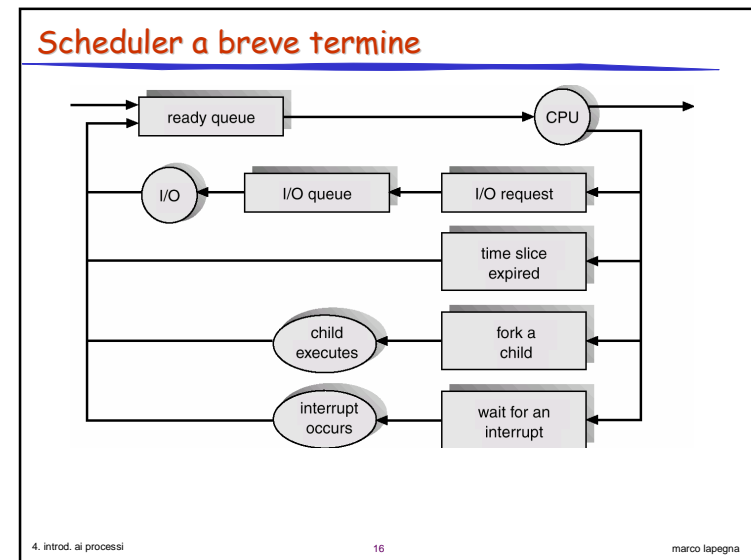 Scheduler a breve termine
ready queue
CPU
I/O
I/O queue
I/O request
time slice
expired
child
executes
fork a
child
interrupt
occurs
wait for an
interrupt
4. introd. ai processi
16
marco lapegna